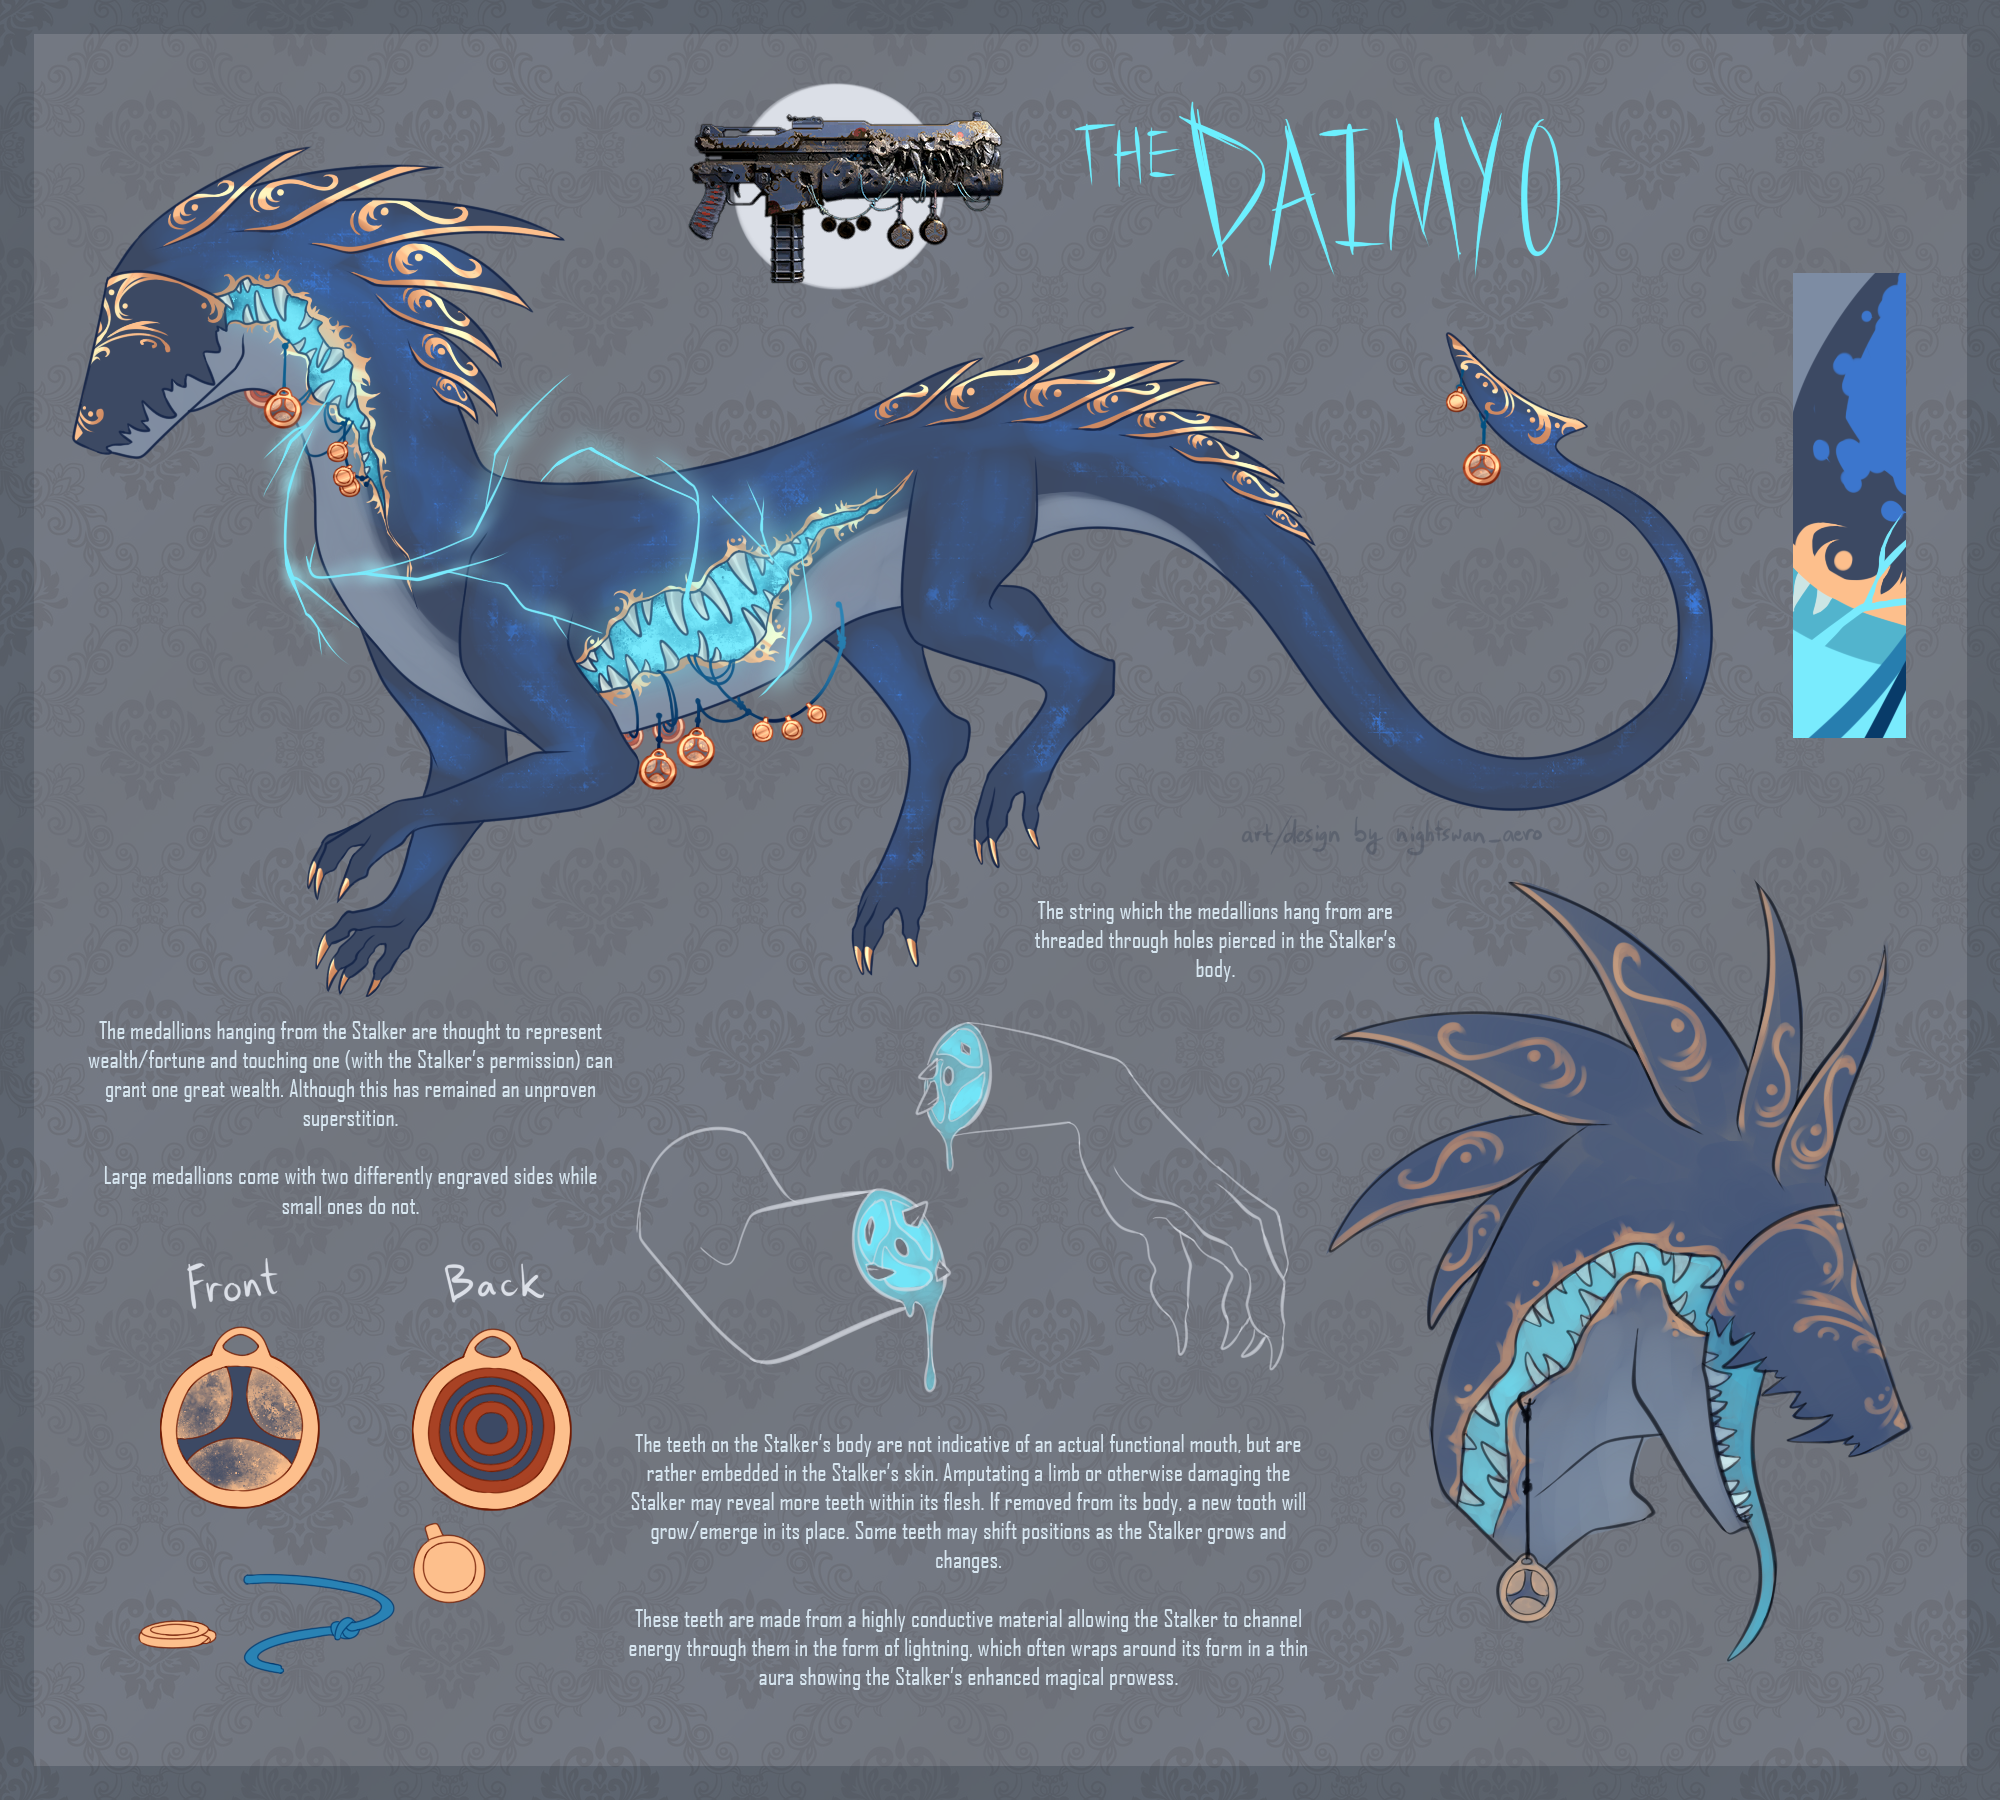 THE DAIMYO
art/design by nightswan_aero
The string which the medallions hang from are
threaded through holes pierced in the Stalker's
body.
The medallions hanging from the Stalker are thought to represent
wealth/fortune and touching one (with the Stalker's permission) can
grant one great wealth. Although this has remained an unproven
superstition.
Large medallions come with two differently engraved sides while
small ones do not.
Front
Back
The teeth on the Stalker's body are not indicative of an actual functional mouth, but are
rather embedded in the Stalker's skin. Amputating a limb or otherwise damaging the
Stalker may reveal more teeth within its flesh. If removed from its body, a new tooth will
grow/emerge in its place. Some teeth may shift positions as the Stalker grows and
changes.
These teeth are made from a highly conductive material allowing the Stalker to channel
energy through them in the form of lightning, which often wraps around its form in a thin
aura showing the Stalker's enhanced magical prowess.